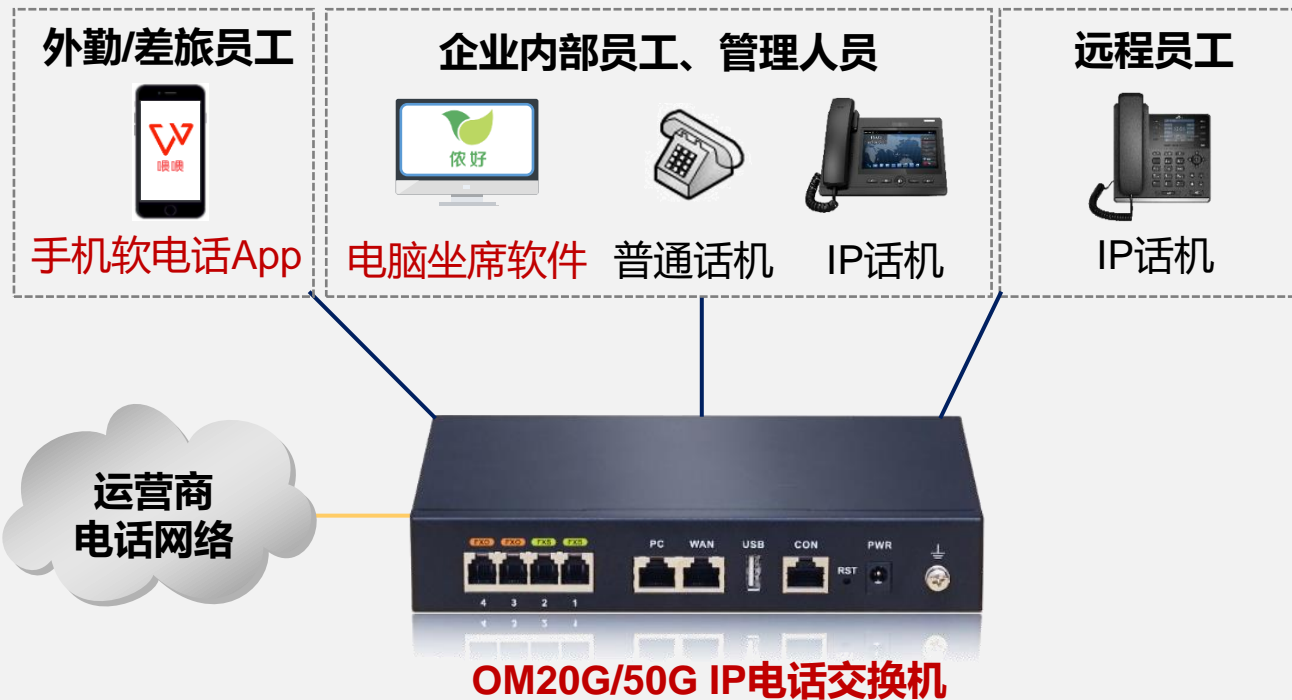 外勤/差旅员工
企业内部员工、管理人员
远程员工
噢噢
侬好
手机软电话App
电脑坐席软件
普通话机
IP话机
IP话机
运营商
电话网络
FXO FXO FXS FXS
PC WAN USB CON RST PWR
4 3 2 1
OM20G/50G IP电话交换机